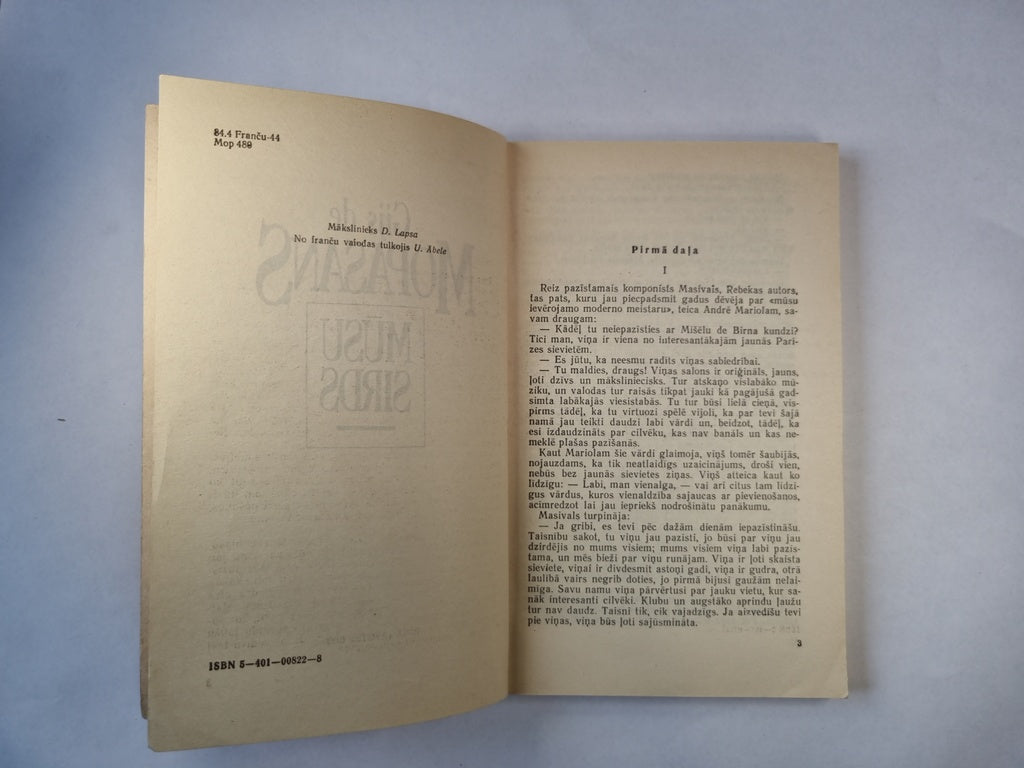 84.4 Franču-44
Mop 480
Mākslinieks D. Lapsa
No franču valodas tulkojis U. Ābele
Gijs de
MOPASĀNS
MŪSU
SIRDS
ISBN 5—401—00822—8
Pirmā daļa
I
Reiz pazīstamais komponists Masivals, Rebekas autors,
tas pats, kuru jau piecpadsmit gadus dēvēja par «mūsu
ievērojamo moderno meistaru», teica Andrē Mariolam, sa-
vam draugam:
— Kādēļ tu neiepazīsties ar Mišēlu de Birna kundzi?
Tici man, viņa ir viena no interesantākajām jaunās Parī-
zes sievietēm.
— Es jūtu, ka neesmu radīts viņas sabiedrībai.
— Tu maldies, draugs! Viņas salons ir oriģināls, jauns,
ļoti dzīvs un māksliniecisks. Tur atskaņo vislabāko mū-
ziku, un valodas tur raisās tikpat jauki kā pagājušā gad-
simta labākajās viesistabās. Tu tur būsi lielā cieņā, vis-
pirms tādēļ, ka tu virtuozi spēlē vijoli, ka par tevi šajā
namā jau teikti daudzi labi vārdi un, beidzot, tādēļ, ka
esi izdaudzināts par cilvēku, kas nav banāls un kas ne-
meklē plašas pazīšanās.
Kaut Mariolam šie vārdi glaimoja, viņš tomēr šaubījās,
nojauzdams, ka tik neatlaidīgs uzaicinājums, droši vien,
nebūs bez jaunās sievietes ziņas. Viņš atteica kaut ko
līdzīgu: — Labi, man vienalga, — vai arī citus tam līdzī-
gus vārdus, kuros vienaldzība sajaucas ar pievienošanos,
acīmredzot lai jau iepriekš nodrošinātu panākumu.
Masivals turpināja:
— Ja gribi, es tevi pēc dažām dienām iepazīstināšu.
Taisnību sakot, tu viņu jau pazīsti, jo būsi par viņu jau
dzirdējis no mums visiem; mums visiem viņa labi pazīs-
tama, un mēs bieži par viņu runājam. Viņa ir ļoti skaista
sieviete, viņai ir divdesmit astoņi gadi, viņa ir gudra, otrā
laulībā vairs negrib doties, jo pirmā bijusi gaužām nelai-
mīga. Savu namu viņa pārvērtusi par jauku vietu, kur sa-
nāk interesanti cilvēki. Klubu un augstāko aprindu ļaužu
tur nav daudz. Taisni tik, cik vajadzīgs. Ja aizvedīšu tevi
pie viņas, viņa būs ļoti sajūsmināta.
3